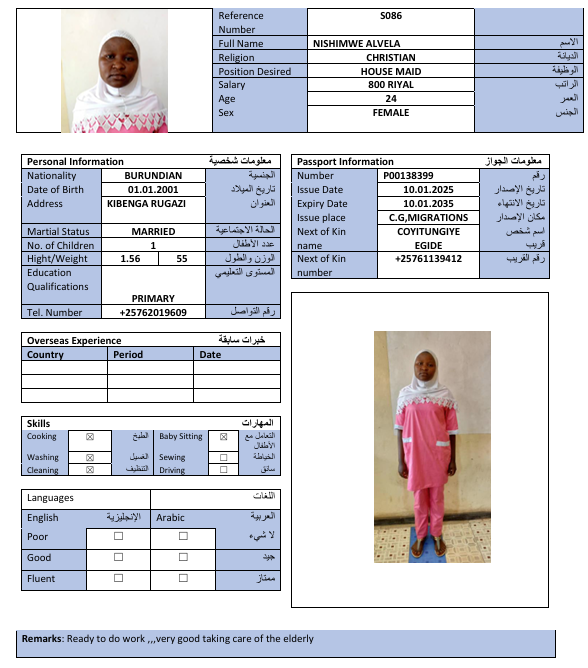 Reference Number S086
Full Name NISHIMWE ALVELA الاسم
Religion CHRISTIAN الديانة
Position Desired HOUSE MAID الوظيفة
Salary 800 RIYAL الراتب
Age 24 العمر
Sex FEMALE الجنس
Personal Information معلومات شخصية
Nationality BURUNDIAN الجنسية
Date of Birth 01.01.2001 تاريخ الميلاد
Address KIBENGA RUGAZI العنوان
Martial Status MARRIED الحالة الاجتماعية
No. of Children 1 عدد الأطفال
Hight/Weight 1.56 55 الوزن والطول
Education Qualifications PRIMARY المستوى التعليمي
Tel. Number +25762019609 رقم التواصل
Passport Information معلومات الجواز
Number P00138399 رقم
Issue Date 10.01.2025 تاريخ الإصدار
Expiry Date 10.01.2035 تاريخ الانتهاء
Issue place C.G,MIGRATIONS مكان الإصدار
Next of Kin name COYITUNGIYE EGIDE اسم شخص قريب
Next of Kin number +25761139412 رقم القريب
Overseas Experience خبرات سابقة
Country Period Date
Skills المهارات
Cooking ☒ الطبخ Baby Sitting ☒ التعامل مع الأطفال
Washing ☒ الغسيل Sewing ☐ الخياطة
Cleaning ☒ التنظيف Driving ☐ سائق
Languages اللغات
English الإنجليزية Arabic العربية
Poor ☐ ☐ لا شيء
Good ☐ ☐ جيد
Fluent ☐ ☐ ممتاز
Remarks: Ready to do work ,,,very good taking care of the elderly